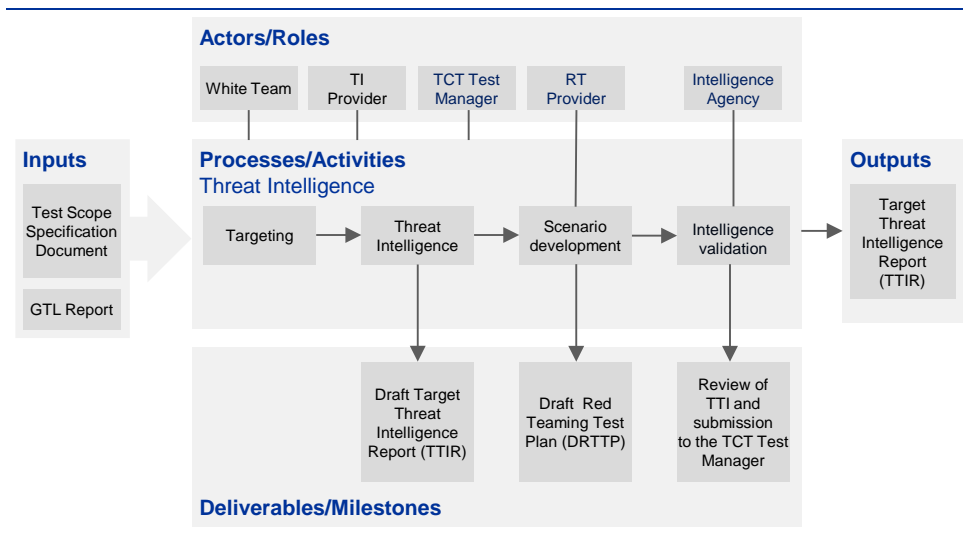 Actors/Roles
White Team
TI
Provider
TCT Test
Manager
RT
Provider
Intelligence
Agency
Inputs
Test Scope
Specification
Document
GTL Report
Processes/Activities
Threat Intelligence
Targeting
Threat
Intelligence
Scenario
development
Intelligence
validation
Outputs
Target
Threat
Intelligence
Report
(TTIR)
Draft Target
Threat
Intelligence
Report (TTIR)
Draft Red
Teaming Test
Plan (DRTTP)
Review of
TTI and
submission
to the TCT Test
Manager
Deliverables/Milestones